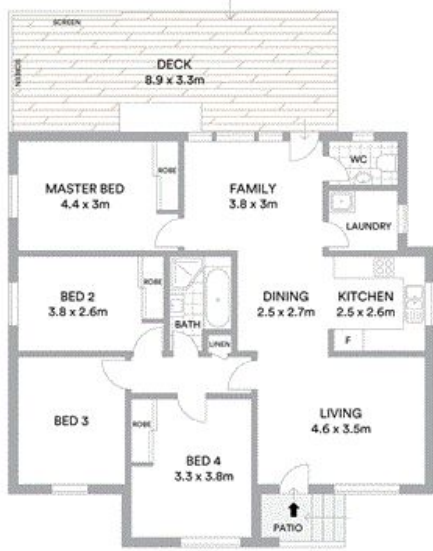 SCREEN
SCREEN
DECK
8.9 x 3.3m
MASTER BED
4.4 x 3m
ROBE
FAMILY
3.8 x 3m
WC
LAUNDRY
BED 2
3.8 x 2.6m
ROBE
BATH
LINEN
DINING
2.5 x 2.7m
KITCHEN
2.5 x 2.6m
F
BED 3
ROBE
BED 4
3.3 x 3.8m
LIVING
4.6 x 3.5m
PATIO